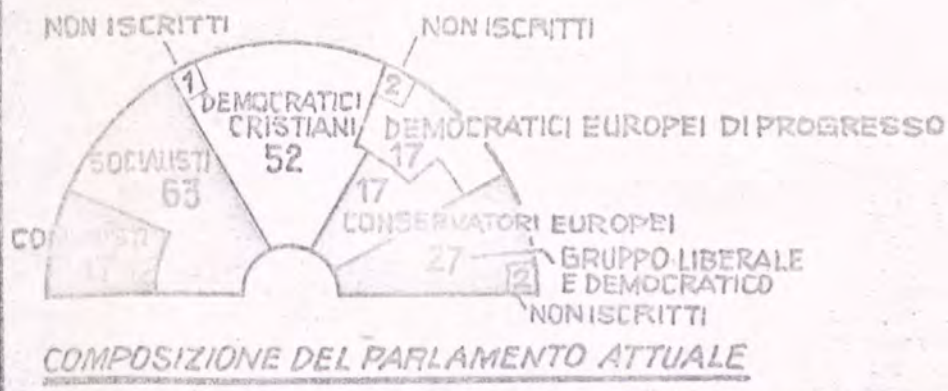 NON ISCRITTI
NON ISCRITTI
1
2
DEMOCRATICI
CRISTIANI
52
DEMOCRATICI EUROPEI DI PROGRESSO
17
SOCIALISTI
63
17
CONSERVATORI EUROPEI
27
GRUPPO LIBERALE
E DEMOCRATICO
2
NON ISCRITTI
COMPOSIZIONE DEL PARLAMENTO ATTUALE